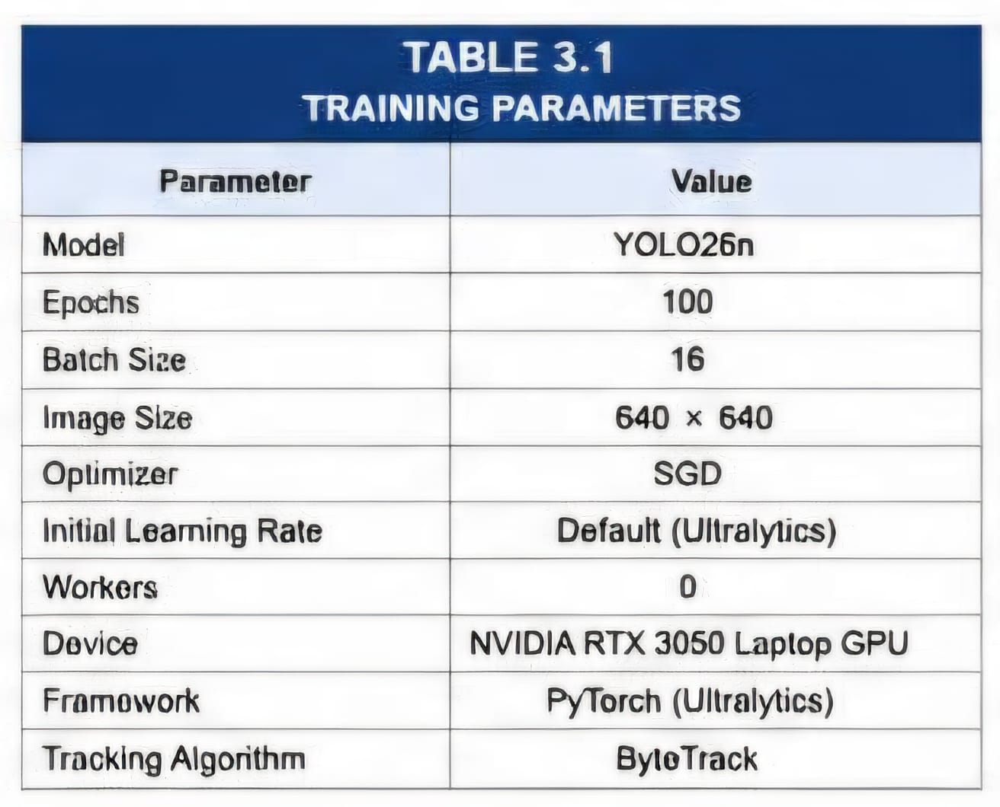 TABLE 3.1
TRAINING PARAMETERS
Parameter Value
Model YOLO26n
Epochs 100
Batch Size 16
Image Size 640 × 640
Optimizer SGD
Initial Learning Rate Default (Ultralytics)
Workers 0
Device NVIDIA RTX 3050 Laptop GPU
Framework PyTorch (Ultralytics)
Tracking Algorithm ByteTrack